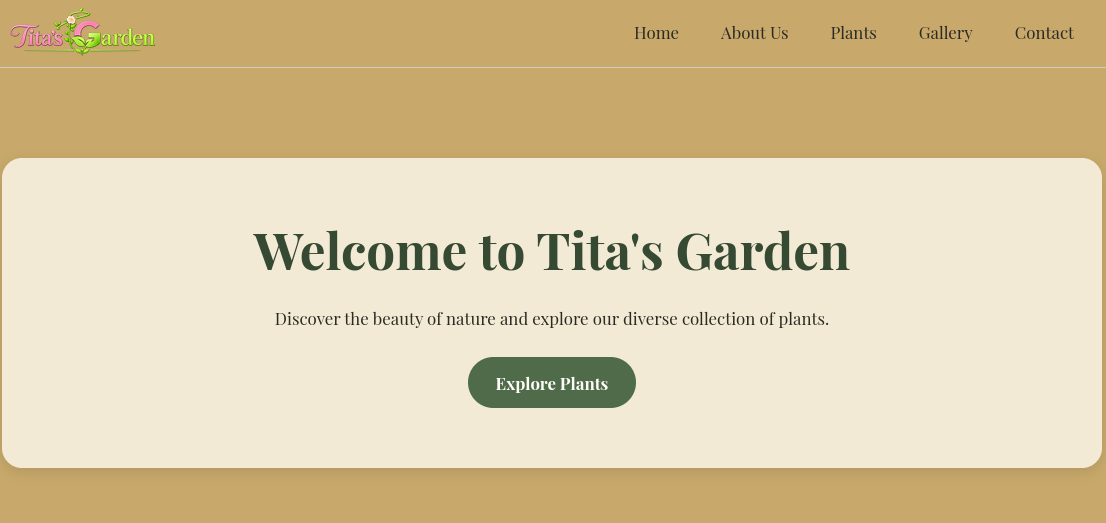 Tita's Garden
Home About Us Plants Gallery Contact
Welcome to Tita's Garden
Discover the beauty of nature and explore our diverse collection of plants.
Explore Plants